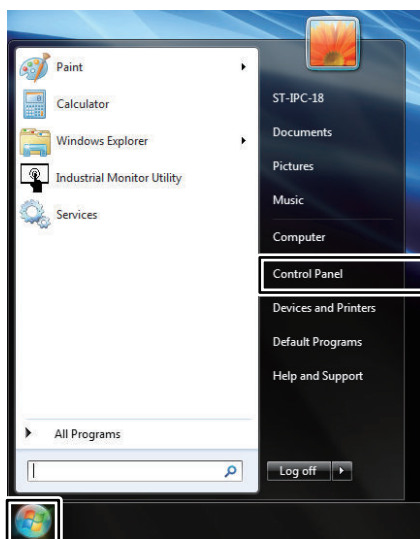 Paint
Calculator
Windows Explorer
Industrial Monitor Utility
Services
All Programs
ST-IPC-18
Documents
Pictures
Music
Computer
Control Panel
Devices and Printers
Default Programs
Help and Support
Log off